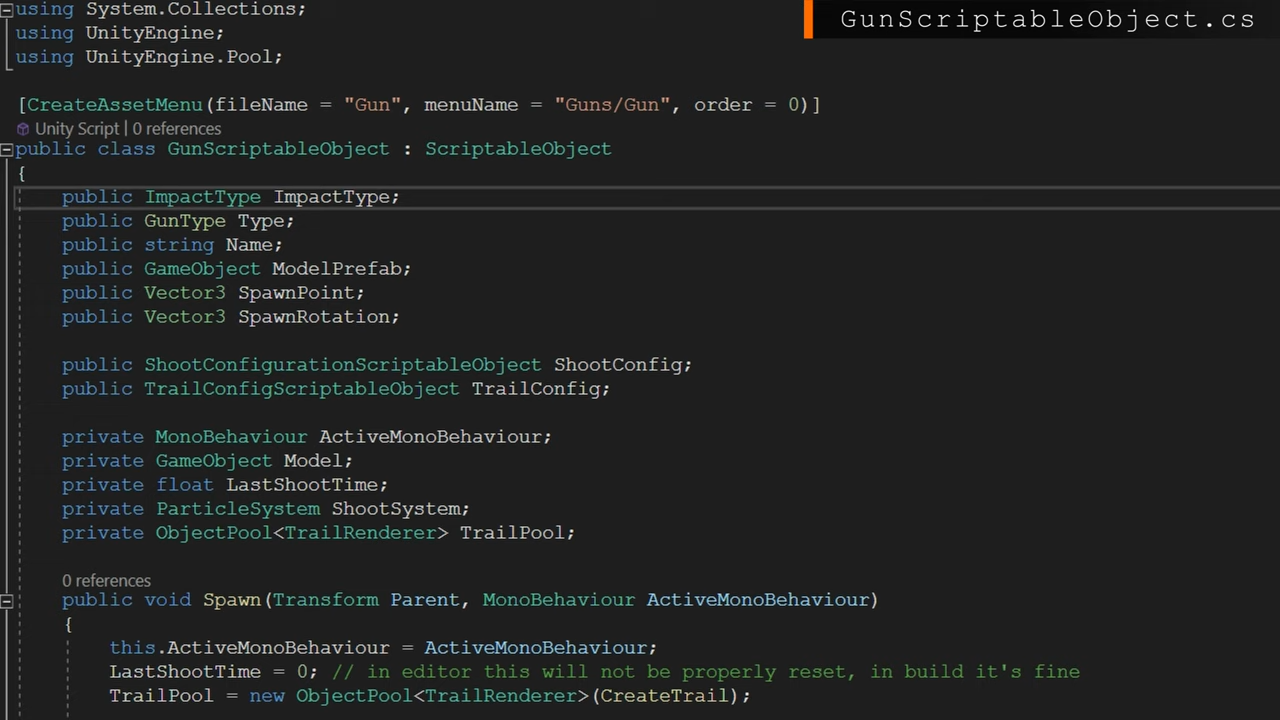 using System.Collections;
GunScriptableObject.cs
using UnityEngine;
using UnityEngine.Pool;
[CreateAssetMenu(fileName = "Gun", menuName = "Guns/Gun", order = 0)]
Unity Script | 0 references
public class GunScriptableObject : ScriptableObject
{
public ImpactType ImpactType;
public GunType Type;
public string Name;
public GameObject ModelPrefab;
public Vector3 SpawnPoint;
public Vector3 SpawnRotation;
public ShootConfigurationScriptableObject ShootConfig;
public TrailConfigScriptableObject TrailConfig;
private MonoBehaviour ActiveMonoBehaviour;
private GameObject Model;
private float LastShootTime;
private ParticleSystem ShootSystem;
private ObjectPool<TrailRenderer> TrailPool;
0 references
public void Spawn(Transform Parent, MonoBehaviour ActiveMonoBehaviour)
{
this.ActiveMonoBehaviour = ActiveMonoBehaviour;
LastShootTime = 0; // in editor this will not be properly reset, in build it's fine
TrailPool = new ObjectPool<TrailRenderer>(CreateTrail);